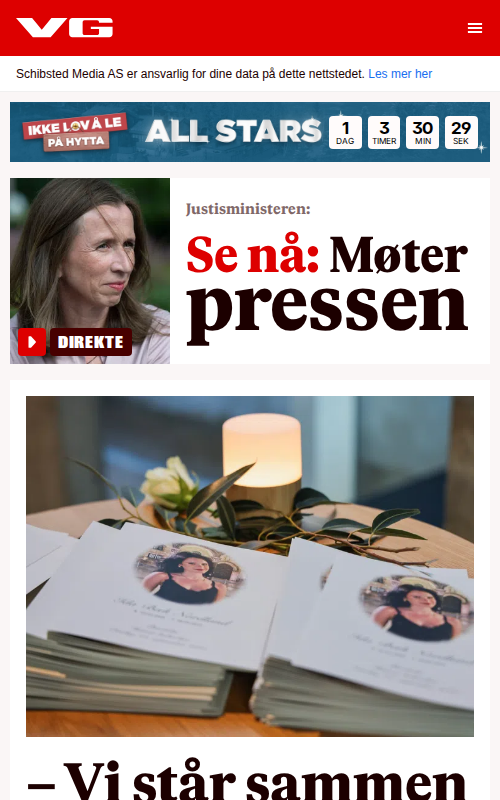 VG
Schibsted Media AS er ansvarlig for dine data på dette nettstedet. Les mer her
IKKE LOV Å LE
PÅ HYTTA
ALL STARS
1 3 30 29
DAG TIMER MIN SEK
Justisministeren:
Se nå: Møter
pressen
DIREKTE
– Vi står sammen